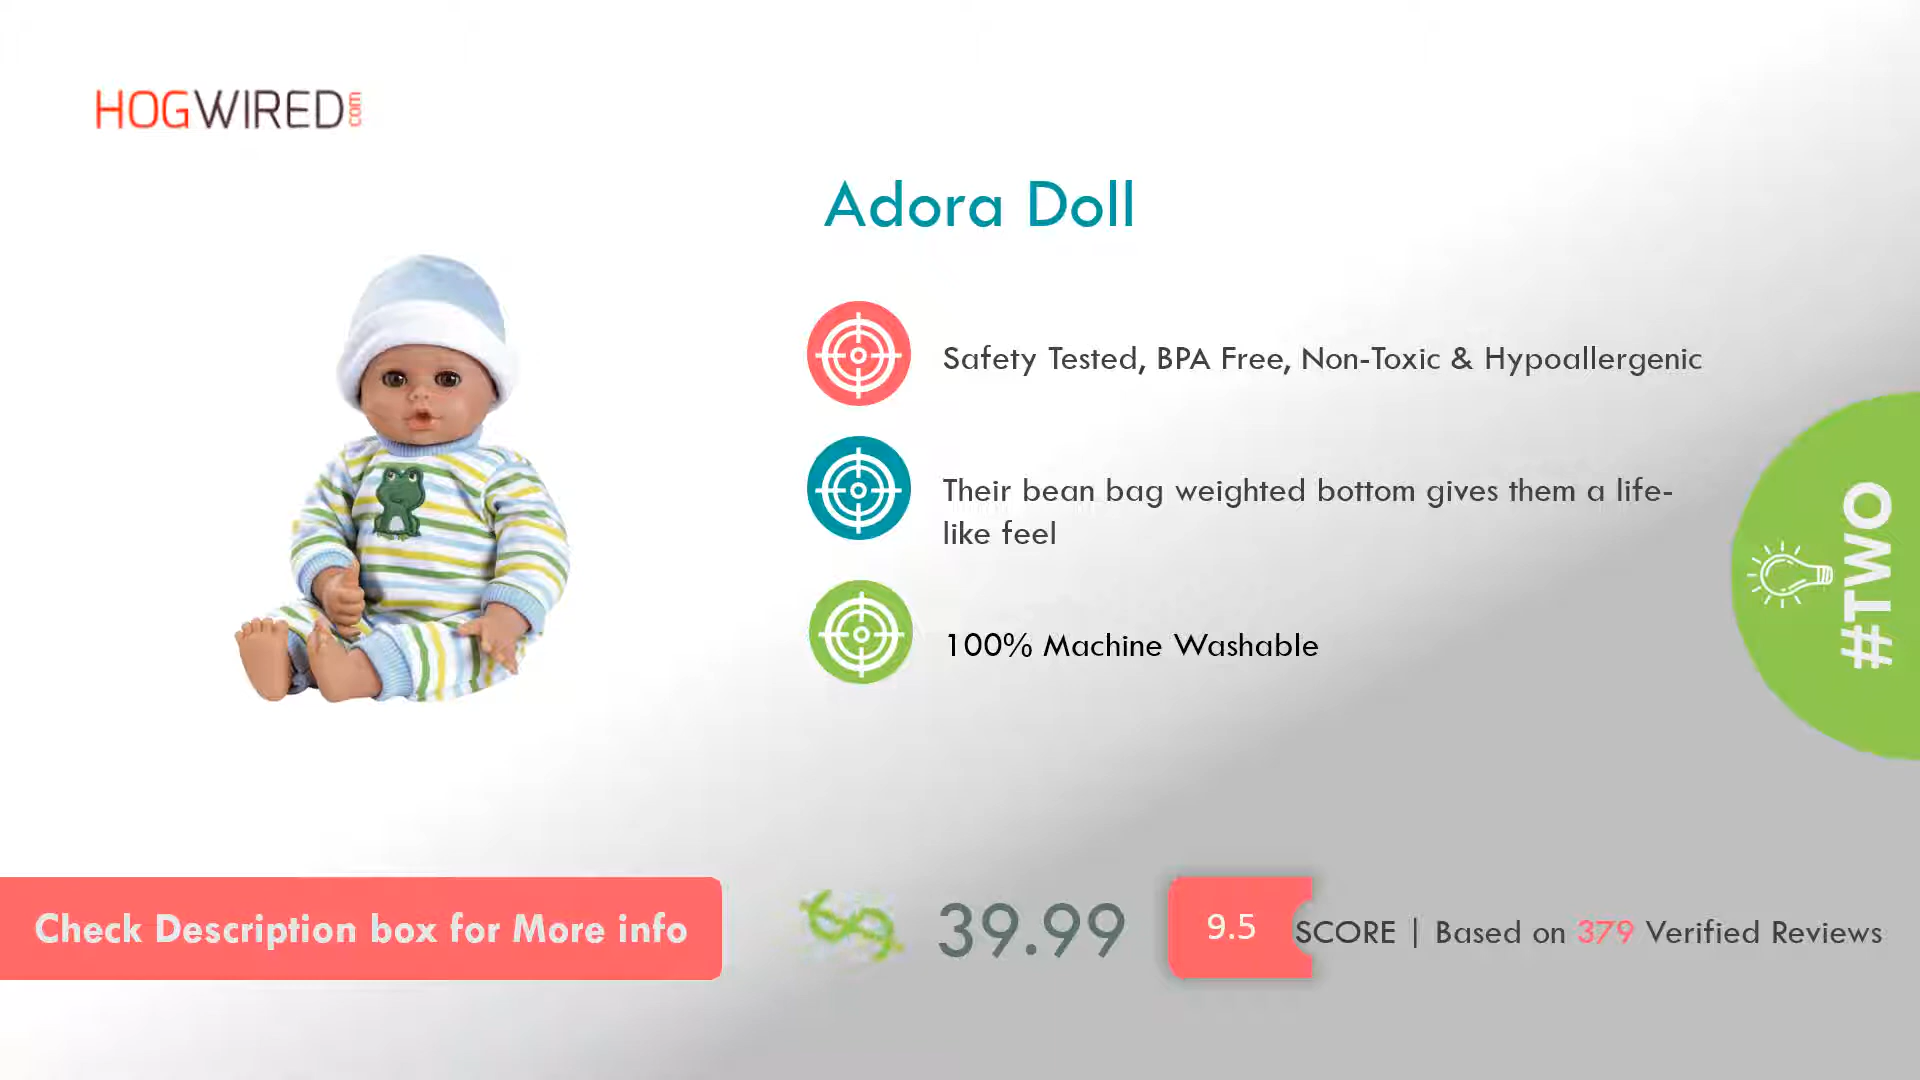 HOGWIRED.com
Adora Doll
Safety Tested, BPA Free, Non-Toxic & Hypoallergenic
Their bean bag weighted bottom gives them a life-
like feel
100% Machine Washable
#TWO
Check Description box for More info
$ 39.99
9.5 SCORE | Based on 379 Verified Reviews